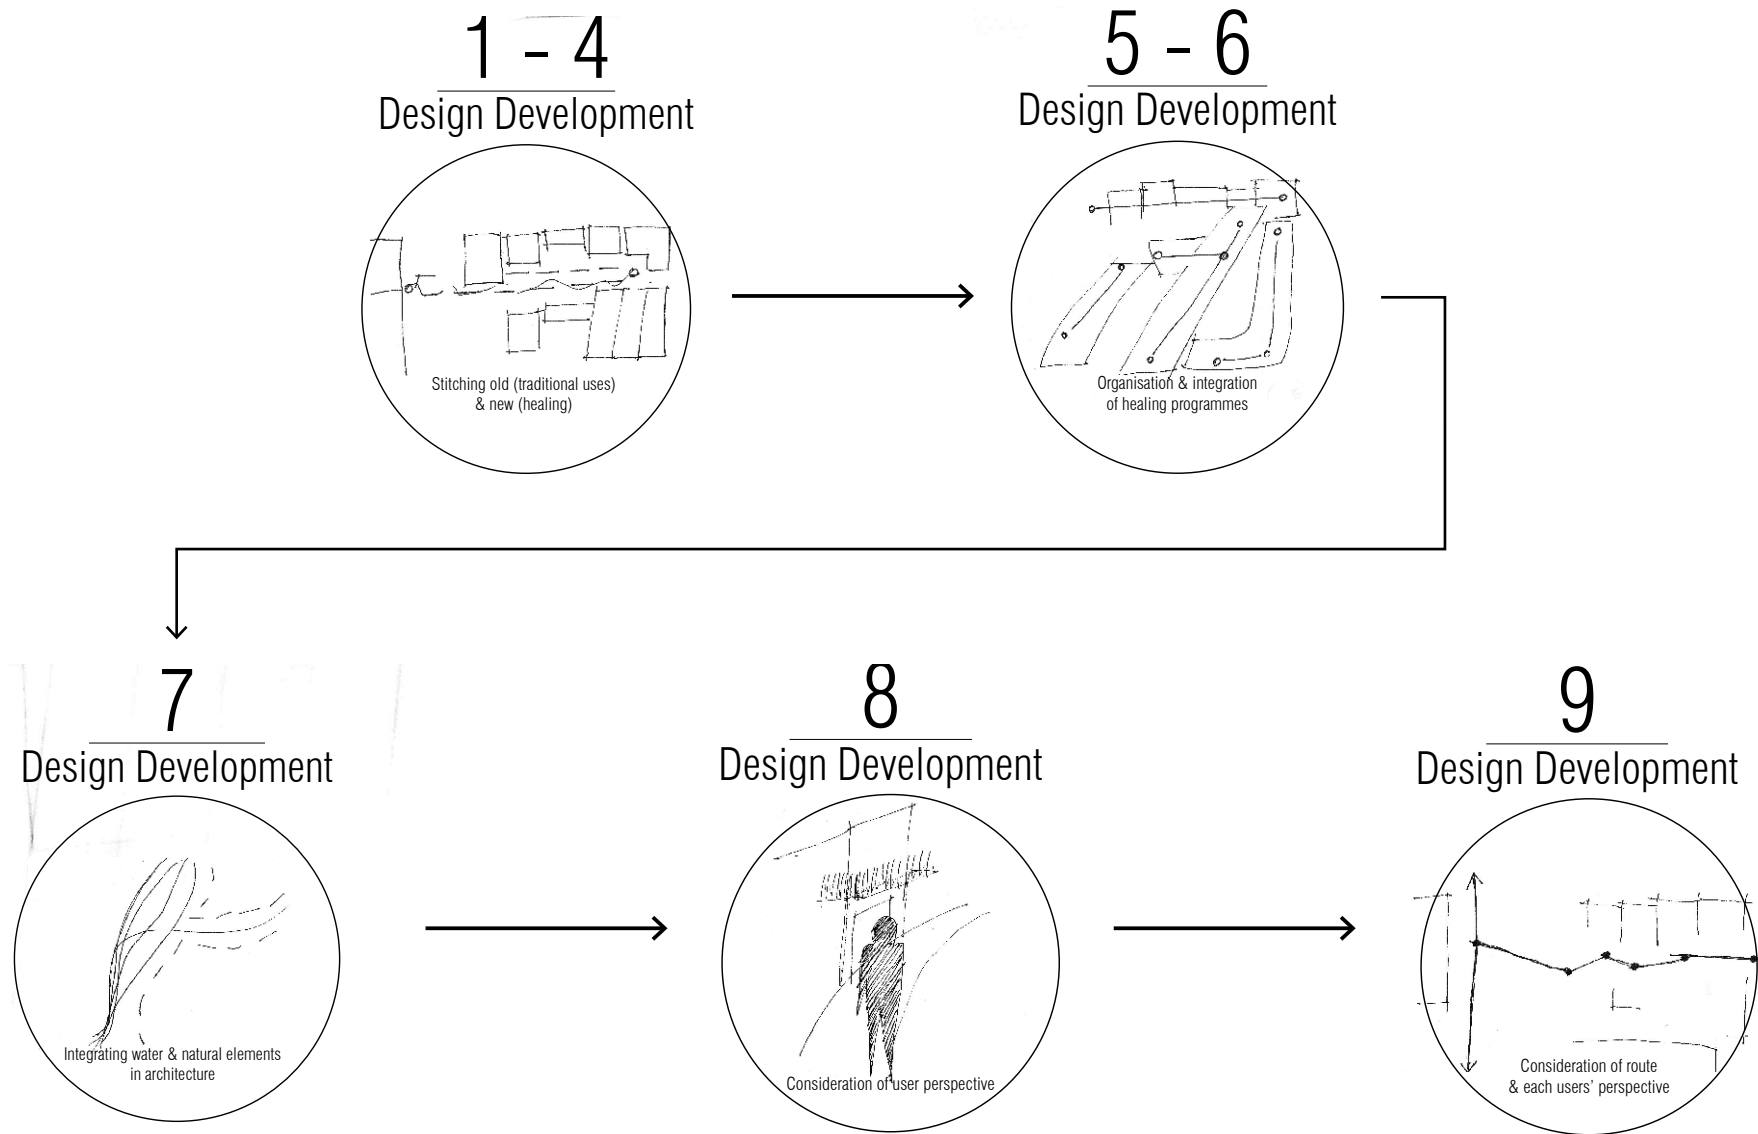 1 - 4
Design Development
Stitching old (traditional uses)
& new (healing)
5 - 6
Design Development
Organisation & integration
of healing programmes
7
Design Development
Integrating water & natural elements
in architecture
8
Design Development
Consideration of user perspective
9
Design Development
Consideration of route
& each users' perspective